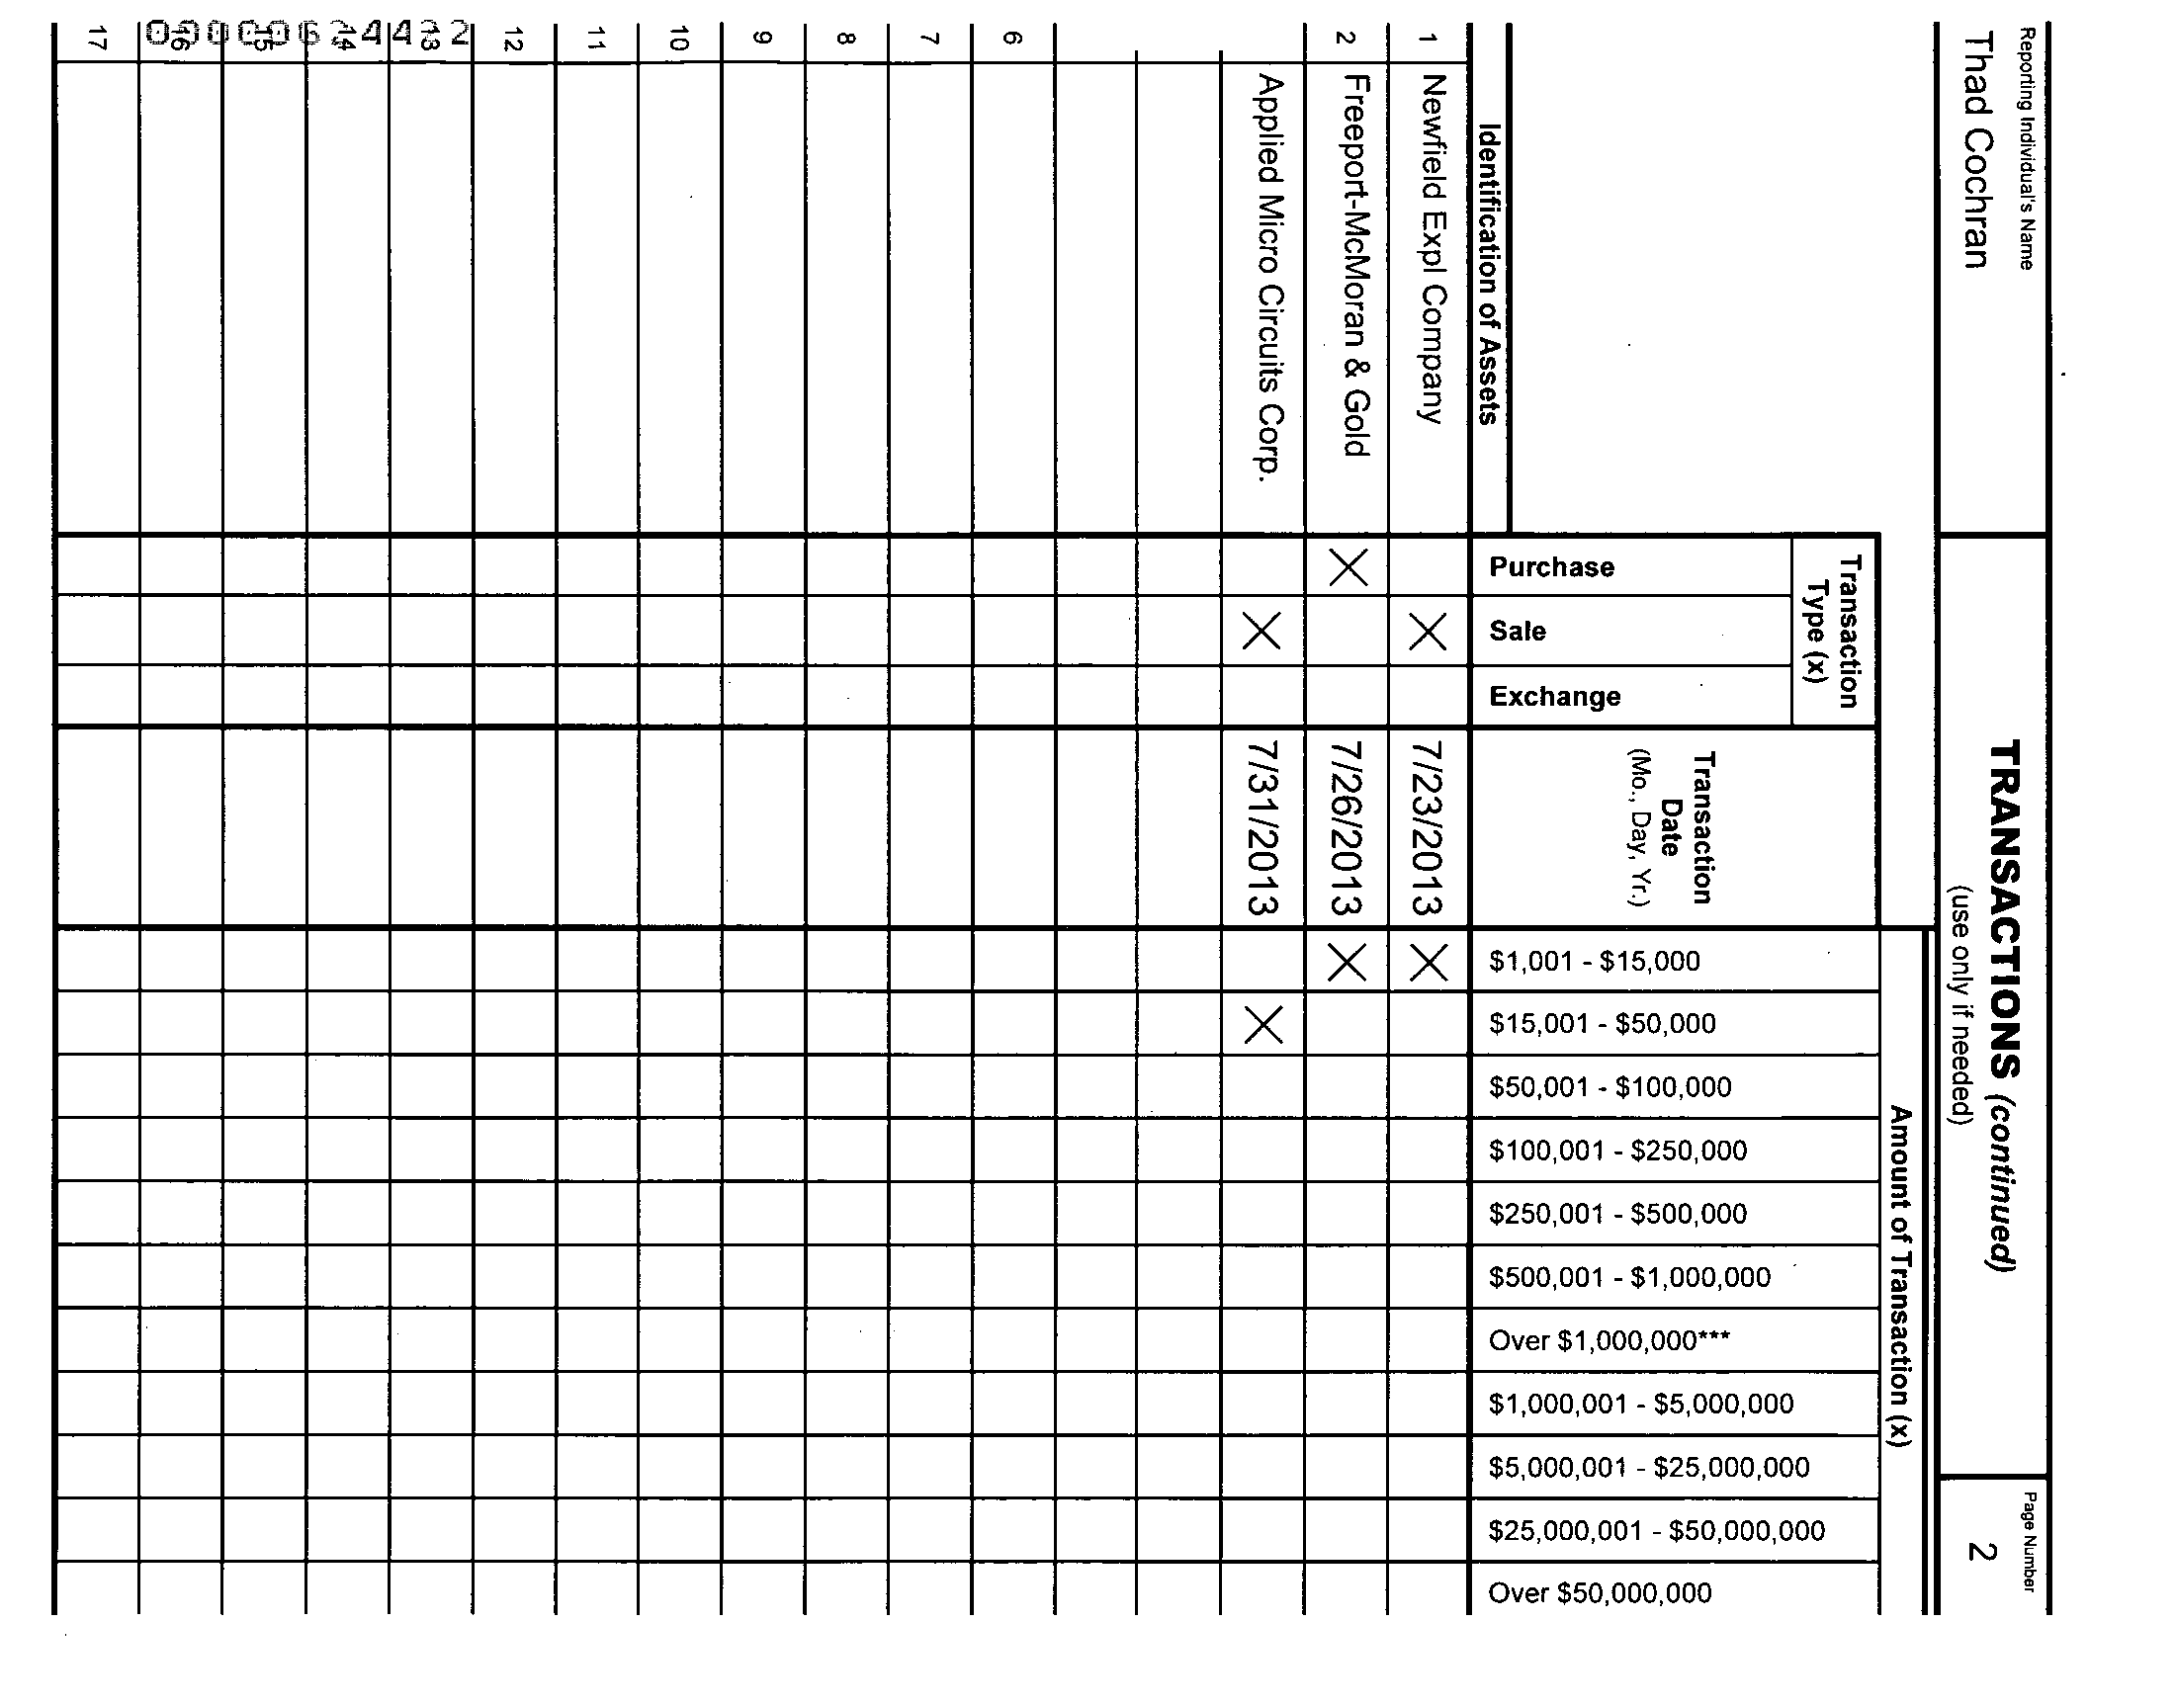 Reporting Individual's Name
Thad Cochran
TRANSACTIONS (continued)
(use only if needed)
Page Number
2
Identification of Assets
Transaction
Type (x)
Purchase
Sale
Exchange
Transaction
Date
(Mo., Day, Yr.)
Amount of Transaction (x)
$1,001 - $15,000
$15,001 - $50,000
$50,001 - $100,000
$100,001 - $250,000
$250,001 - $500,000
$500,001 - $1,000,000
Over $1,000,000***
$1,000,001 - $5,000,000
$5,000,001 - $25,000,000
$25,000,001 - $50,000,000
Over $50,000,000
1 Newfield Expl Company X 7/23/2013 X
2 Freeport-McMoran & Gold X 7/26/2013 X
Applied Micro Circuits Corp. X 7/31/2013 X
6
7
8
9
10
11
12
13
14
15
16
17